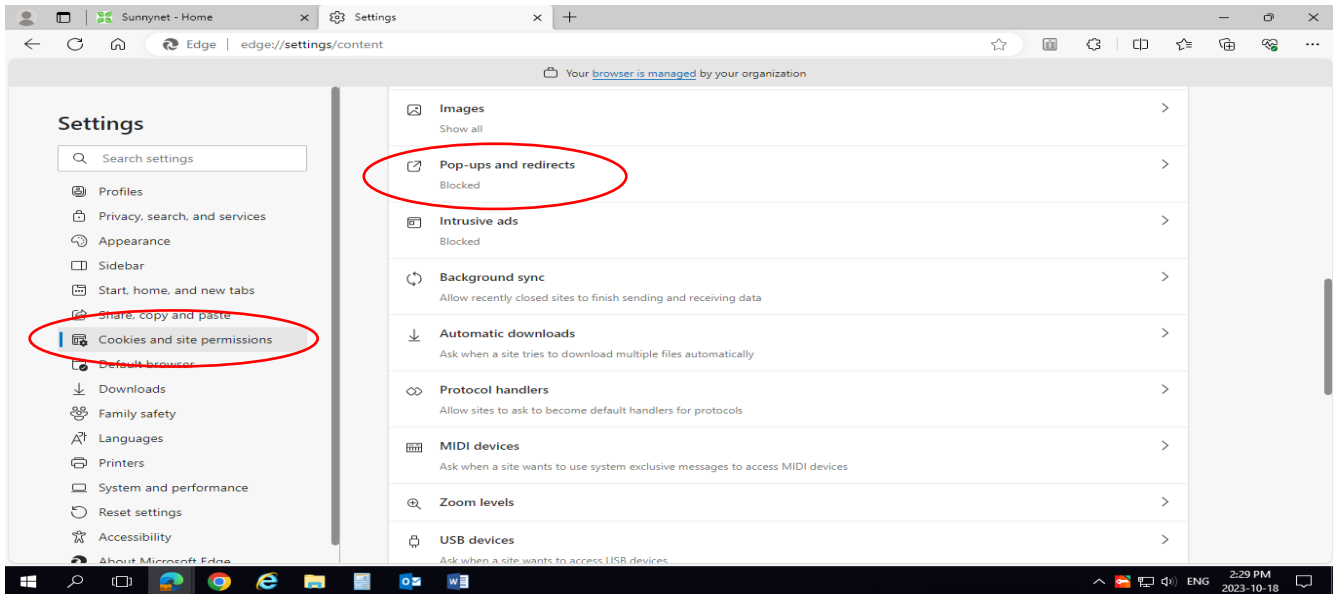 Sunnynet - Home
Settings
Edge | edge://settings/content
Your browser is managed by your organization
Settings
Search settings
Profiles
Privacy, search, and services
Appearance
Sidebar
Start, home, and new tabs
Share, copy and paste
Cookies and site permissions
Default browser
Downloads
Family safety
Languages
Printers
System and performance
Reset settings
Accessibility
About Microsoft Edge
Images
Show all
Pop-ups and redirects
Blocked
Intrusive ads
Blocked
Background sync
Allow recently closed sites to finish sending and receiving data
Automatic downloads
Ask when a site tries to download multiple files automatically
Protocol handlers
Allow sites to ask to become default handlers for protocols
MIDI devices
Ask when a site wants to use system exclusive messages to access MIDI devices
Zoom levels
USB devices
Ask when a site wants to access USB devices
ENG
2:29 PM
2023-10-18